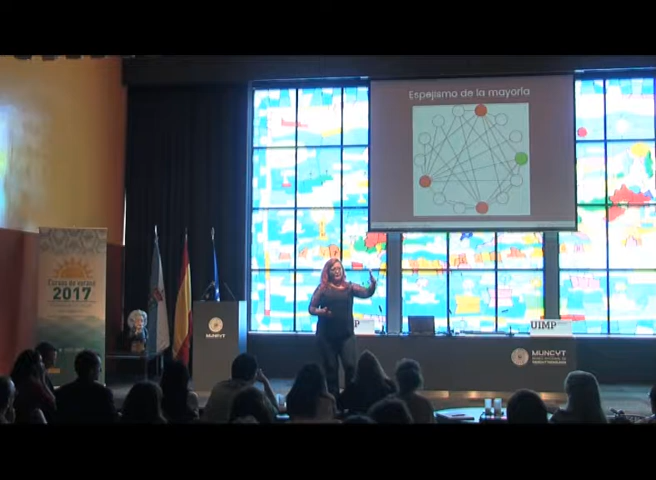 Espejismo de la mayoría
Cursos de verano
2017
MUNCYT
UIMP
MUNCYT